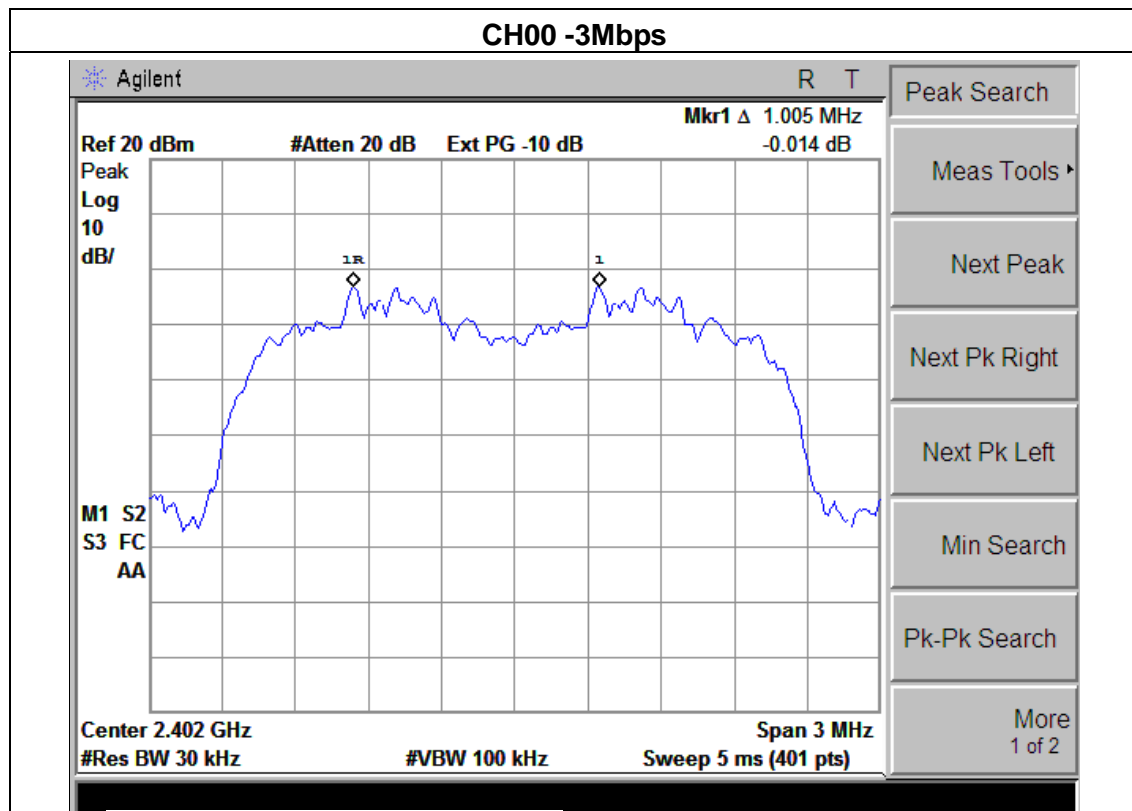 CH00 -3Mbps
Agilent R T
Peak Search
Mkr1 Δ 1.005 MHz
Ref 20 dBm #Atten 20 dB Ext PG -10 dB -0.014 dB
Peak
Log
10
dB/
1R 1
M1 S2
S3 FC
AA
Center 2.402 GHz Span 3 MHz
#Res BW 30 kHz #VBW 100 kHz Sweep 5 ms (401 pts)
Meas Tools
Next Peak
Next Pk Right
Next Pk Left
Min Search
Pk-Pk Search
More
1 of 2